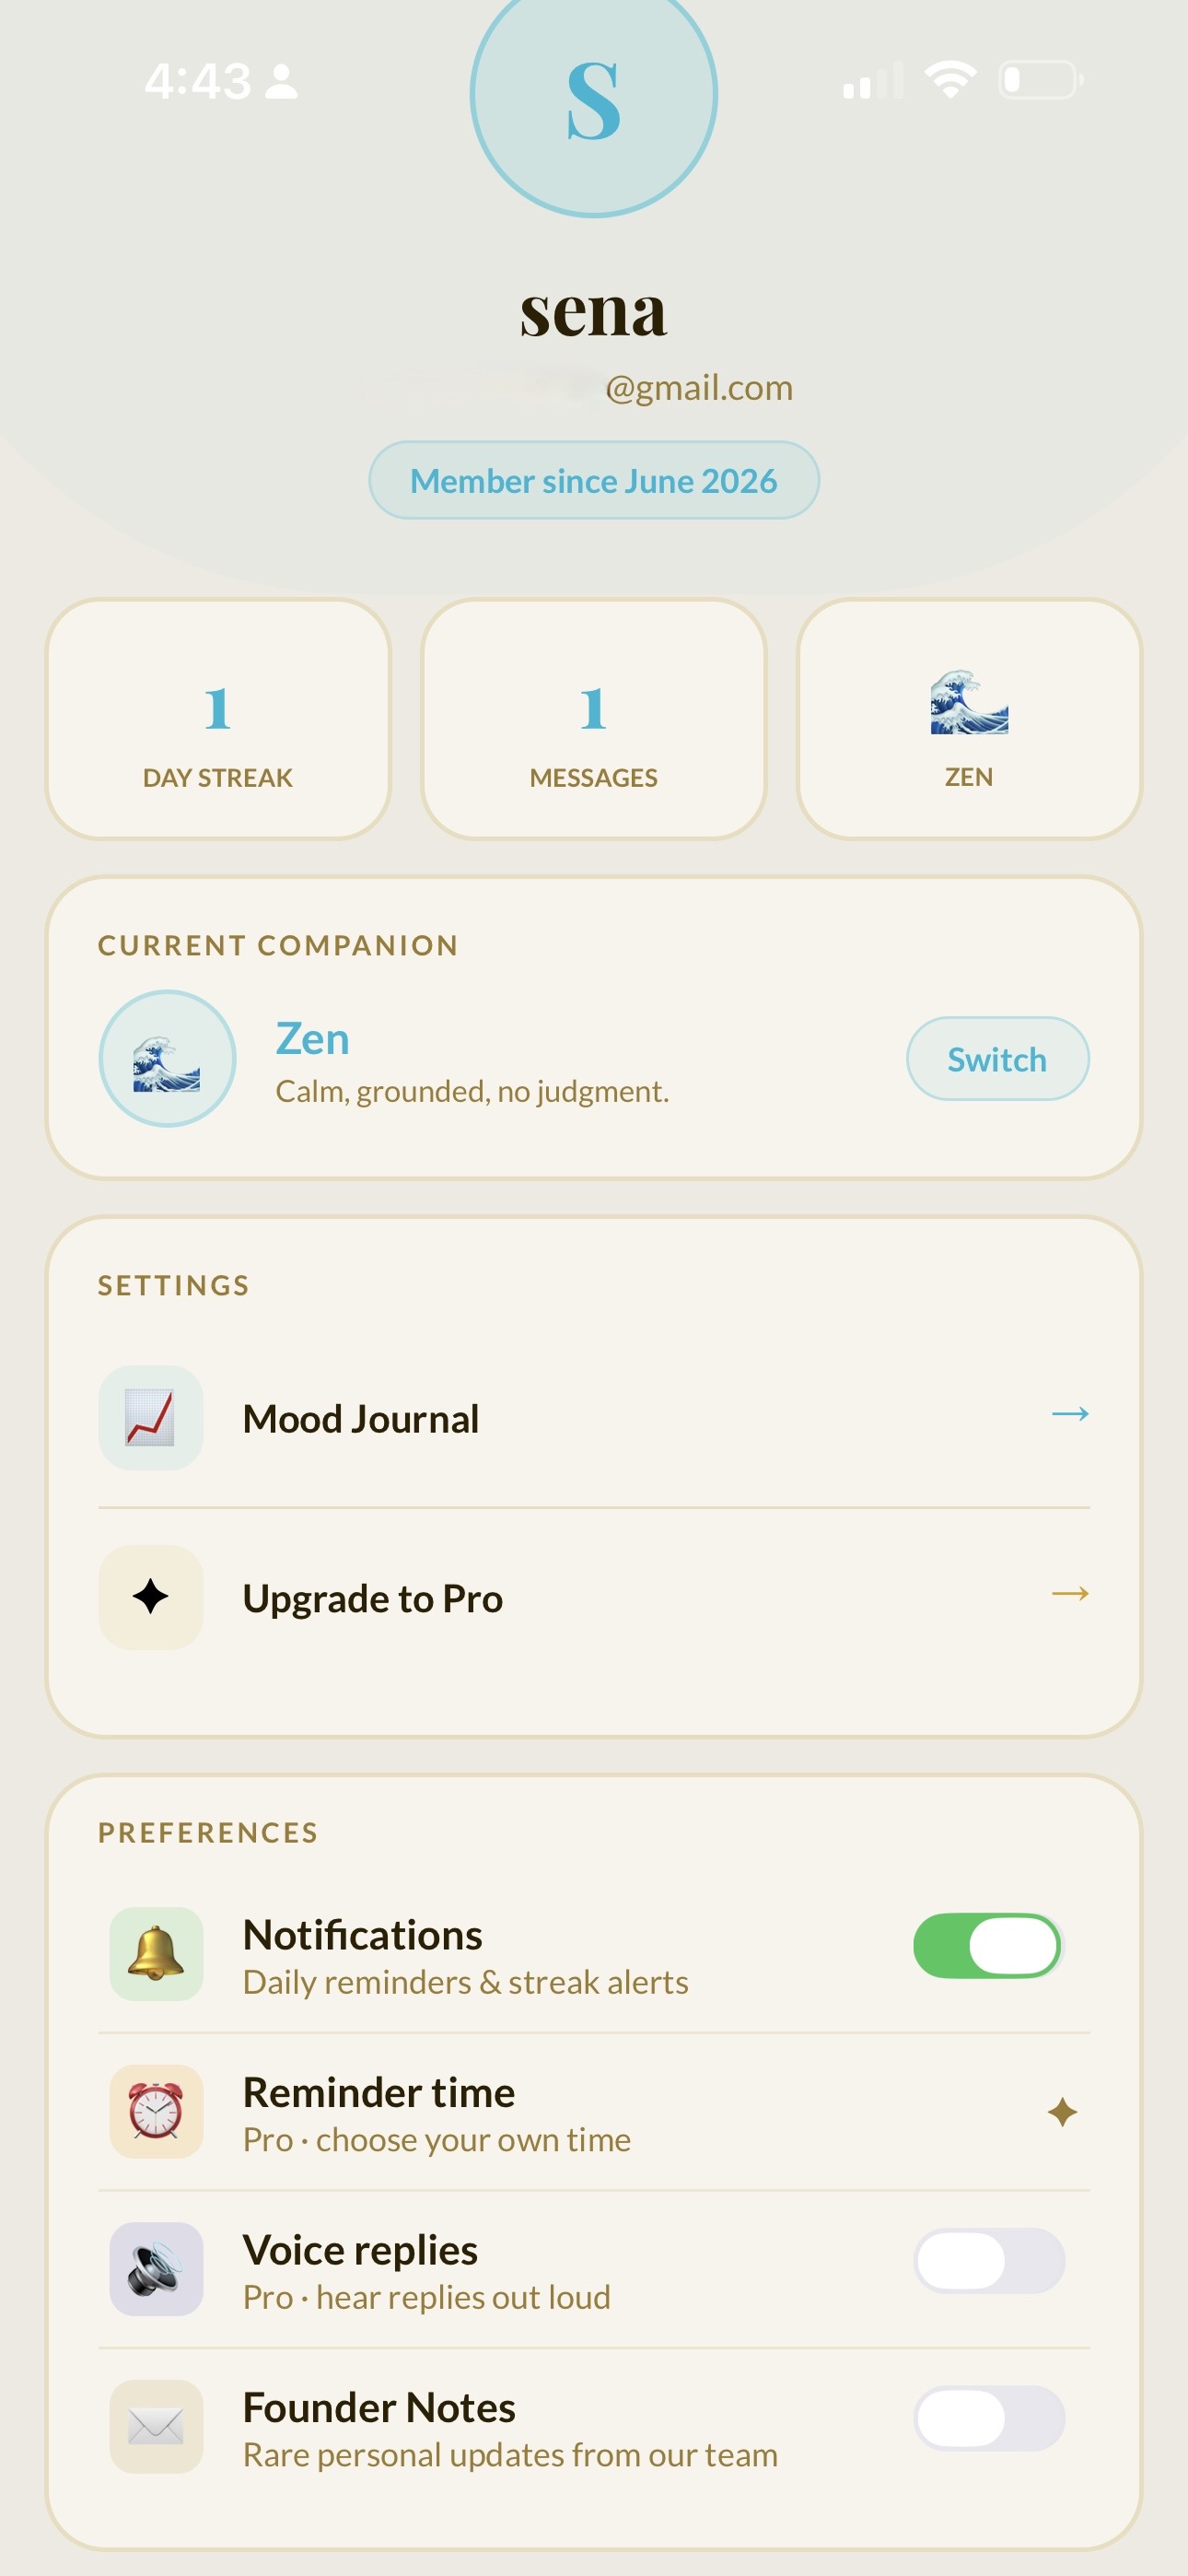 4:43
S
sena
@gmail.com
Member since June 2026
1
DAY STREAK
1
MESSAGES
ZEN
CURRENT COMPANION
Zen
Calm, grounded, no judgment.
Switch
SETTINGS
Mood Journal
→
Upgrade to Pro
→
PREFERENCES
Notifications
Daily reminders & streak alerts
Reminder time
Pro · choose your own time
Voice replies
Pro · hear replies out loud
Founder Notes
Rare personal updates from our team